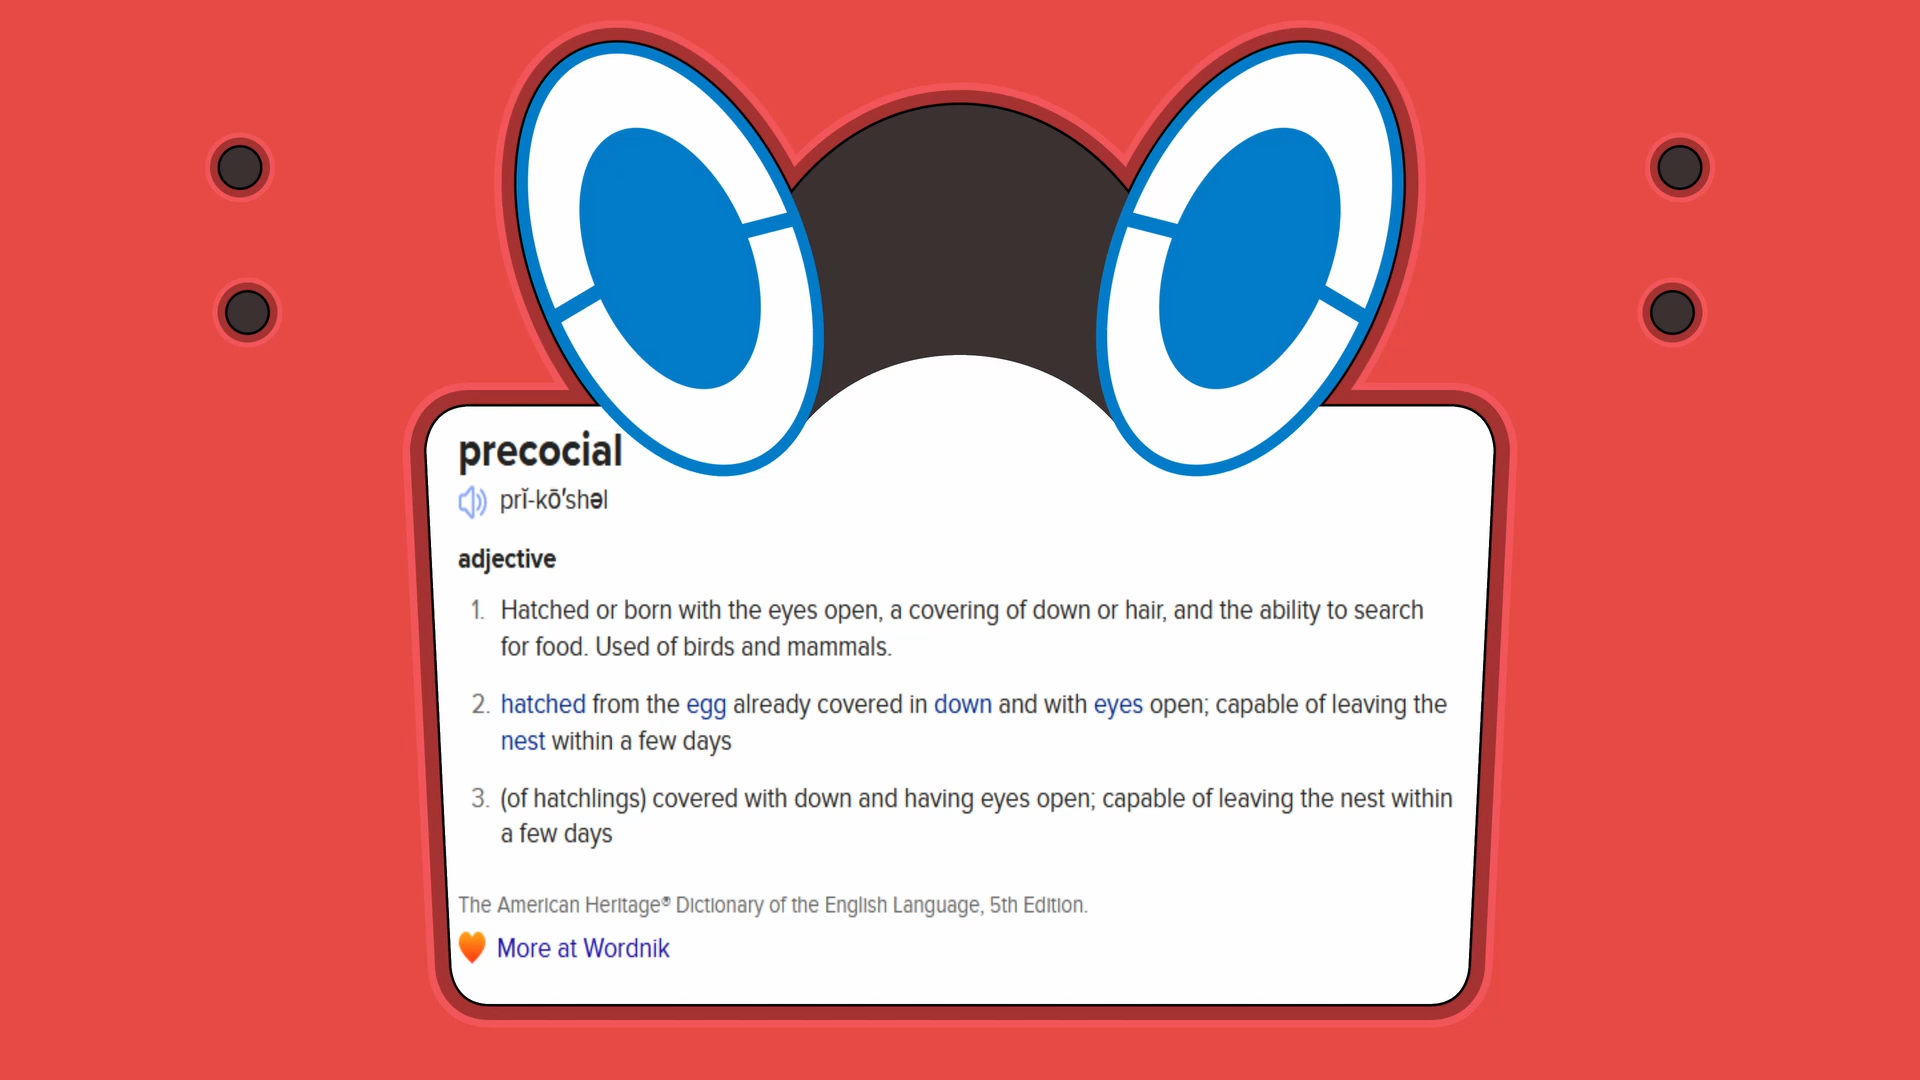 precocial
prĭ-kō′shəl
adjective
1. Hatched or born with the eyes open, a covering of down or hair, and the ability to search
for food. Used of birds and mammals.
2. hatched from the egg already covered in down and with eyes open; capable of leaving the
nest within a few days
3. (of hatchlings) covered with down and having eyes open; capable of leaving the nest within
a few days
The American Heritage® Dictionary of the English Language, 5th Edition.
More at Wordnik